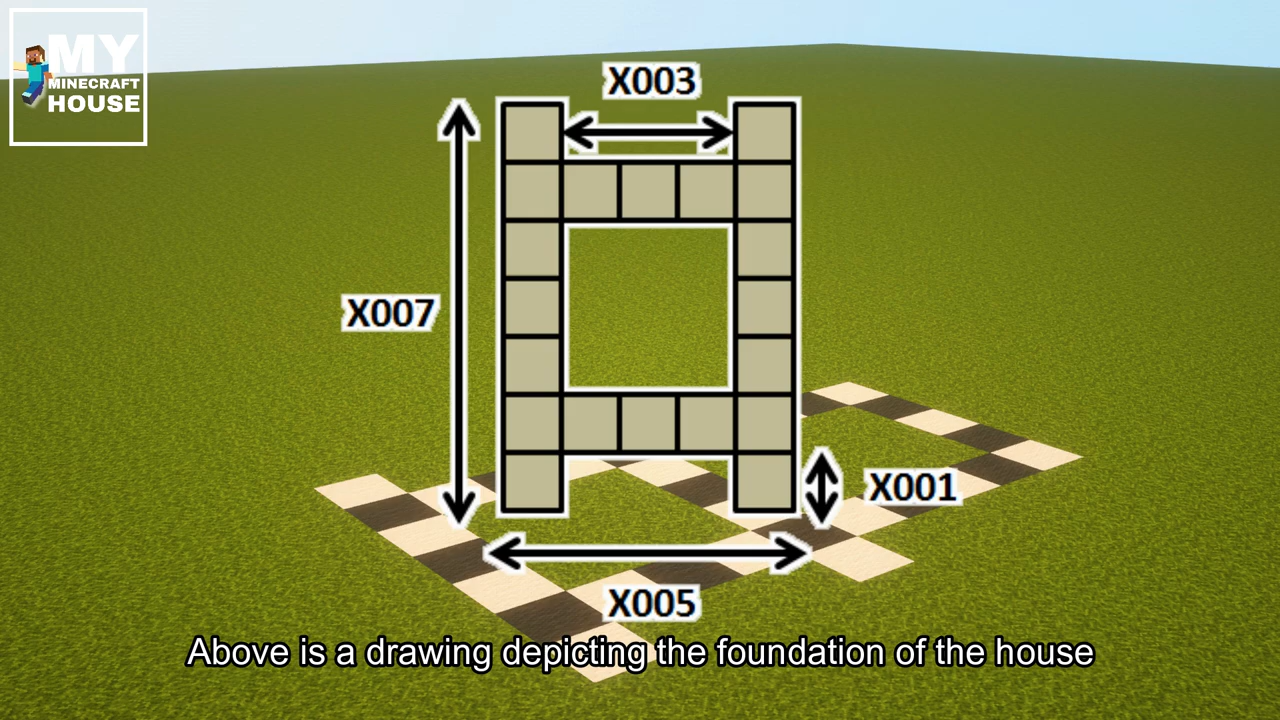 MY
MINECRAFT
HOUSE
X003
X007
X001
X005
Above is a drawing depicting the foundation of the house